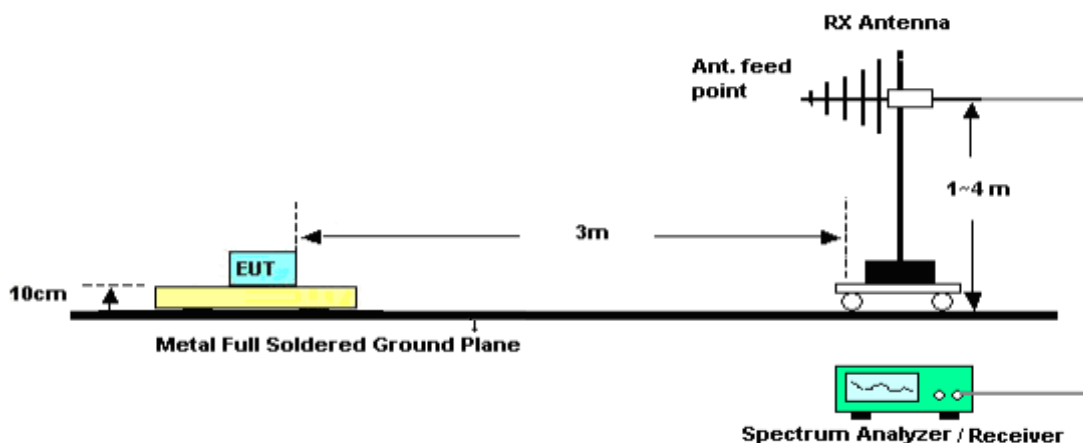 RX Antenna
Ant. feed
point
1~4 m
3m
EUT
10cm
Metal Full Soldered Ground Plane
Spectrum Analyzer / Receiver